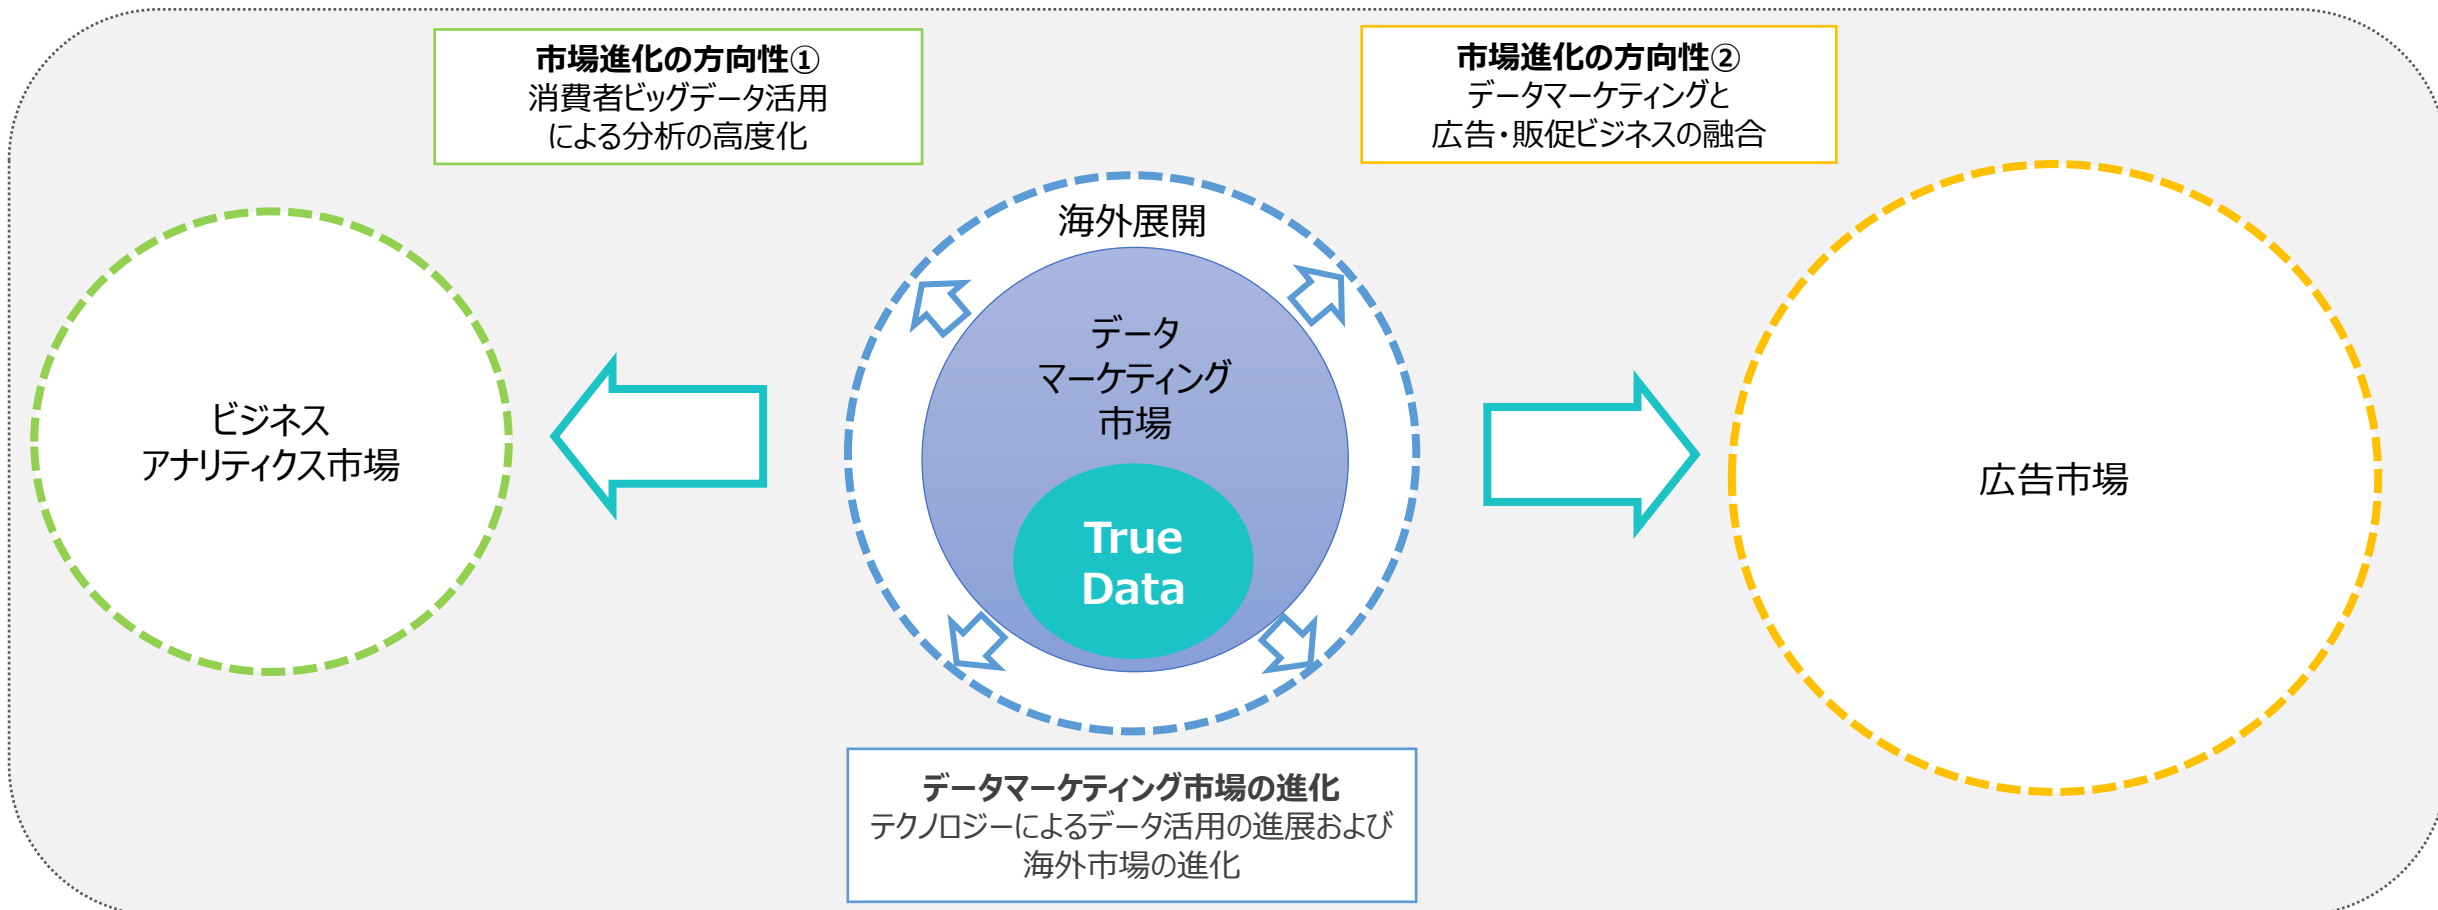 市場進化の方向性①
消費者ビッグデータ活用
による分析の高度化
市場進化の方向性②
データマーケティングと
広告・販促ビジネスの融合
ビジネス
アナリティクス市場
海外展開
データ
マーケティング
市場
True
Data
広告市場
データマーケティング市場の進化
テクノロジーによるデータ活用の進展および
海外市場の進化